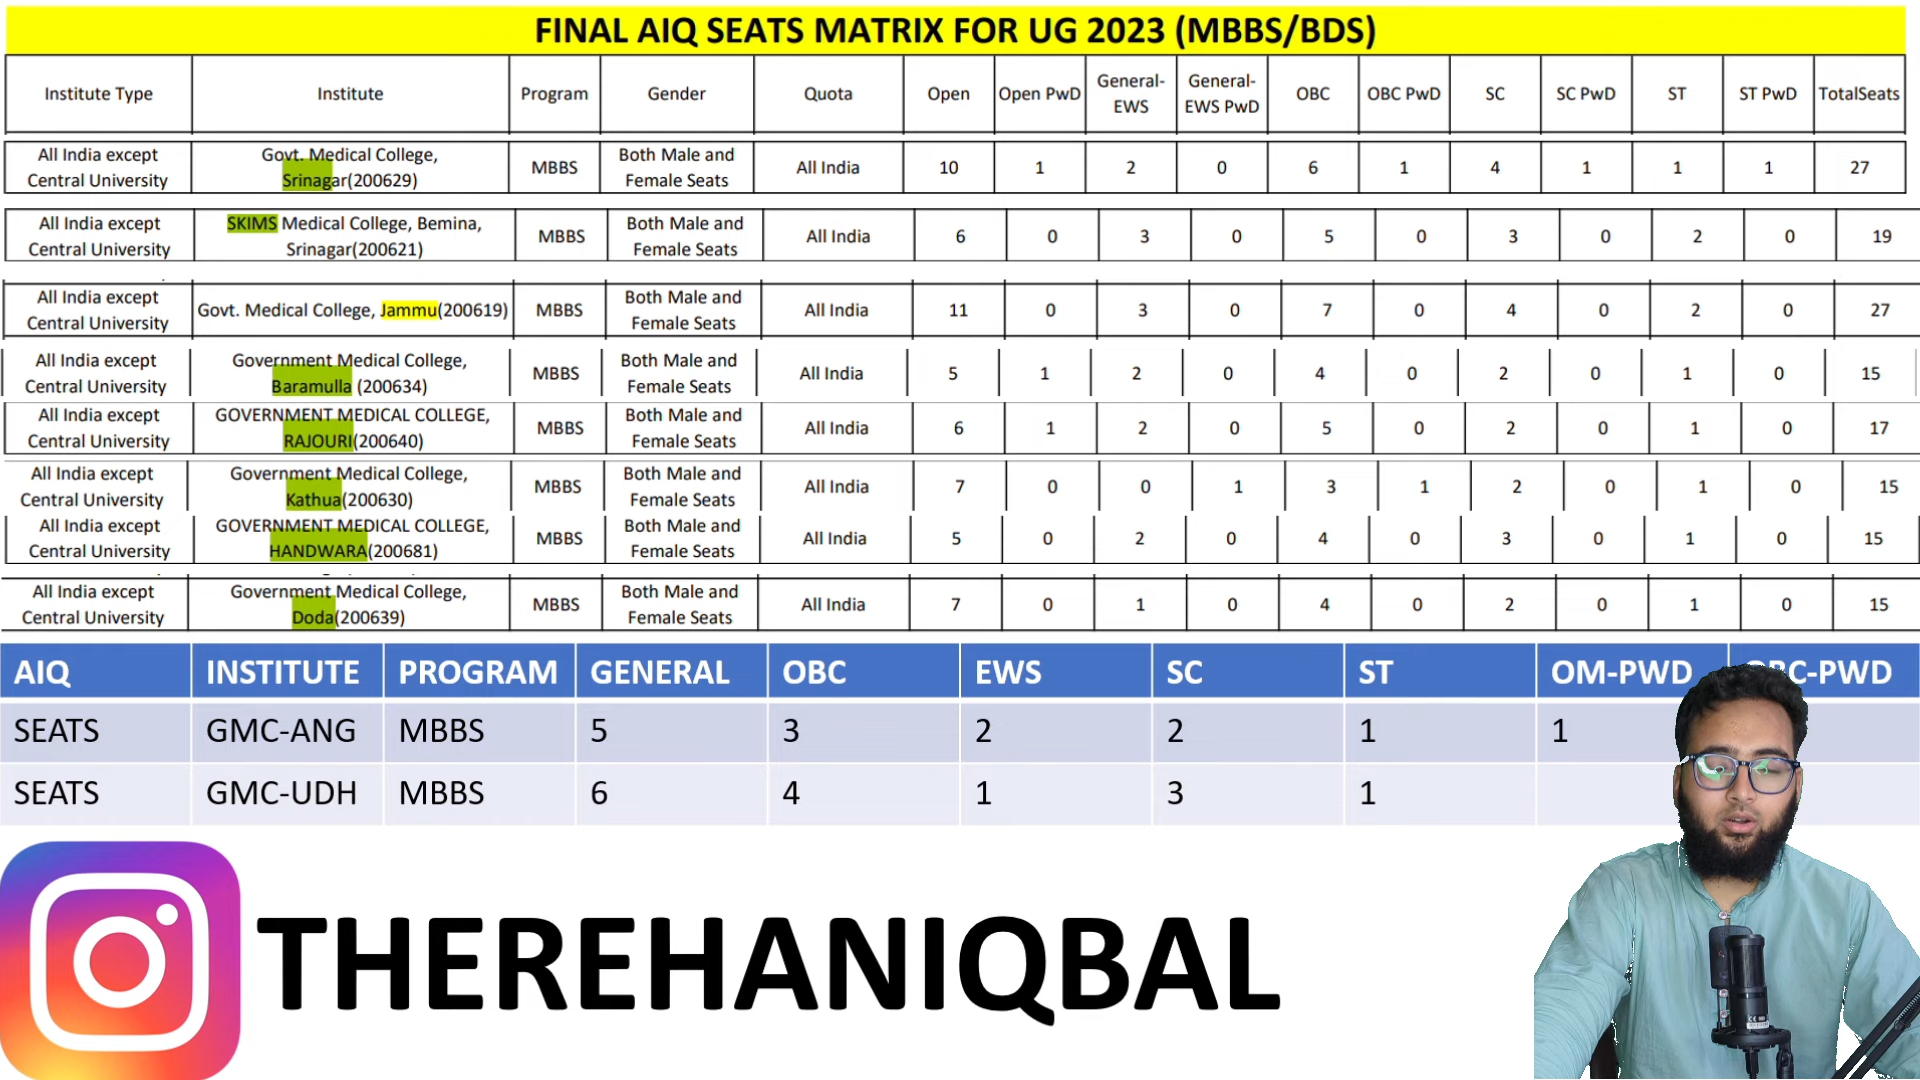 FINAL AIQ SEATS MATRIX FOR UG 2023 (MBBS/BDS)
Institute Type Institute Program Gender Quota Open Open PwD General-EWS General-EWS PwD OBC OBC PwD SC SC PwD ST ST PwD TotalSeats
All India except Central University Govt. Medical College, Srinagar(200629) MBBS Both Male and Female Seats All India 10 1 2 0 6 1 4 1 1 1 27
All India except Central University SKIMS Medical College, Bemina, Srinagar(200621) MBBS Both Male and Female Seats All India 6 0 3 0 5 0 3 0 2 0 19
All India except Central University Govt. Medical College, Jammu(200619) MBBS Both Male and Female Seats All India 11 0 3 0 7 0 4 0 2 0 27
All India except Central University Government Medical College, Baramulla (200634) MBBS Both Male and Female Seats All India 5 1 2 0 4 0 2 0 1 0 15
All India except Central University GOVERNMENT MEDICAL COLLEGE, RAJOURI(200640) MBBS Both Male and Female Seats All India 6 1 2 0 5 0 2 0 1 0 17
All India except Central University Government Medical College, Kathua(200630) MBBS Both Male and Female Seats All India 7 0 0 1 3 1 2 0 1 0 15
All India except Central University GOVERNMENT MEDICAL COLLEGE, HANDWARA(200681) MBBS Both Male and Female Seats All India 5 0 2 0 4 0 3 0 1 0 15
All India except Central University Government Medical College, Doda(200639) MBBS Both Male and Female Seats All India 7 0 1 0 4 0 2 0 1 0 15
AIQ INSTITUTE PROGRAM GENERAL OBC EWS SC ST OM-PWD OBC-PWD
SEATS GMC-ANG MBBS 5 3 2 2 1 1
SEATS GMC-UDH MBBS 6 4 1 3 1
THEREHANIQBAL